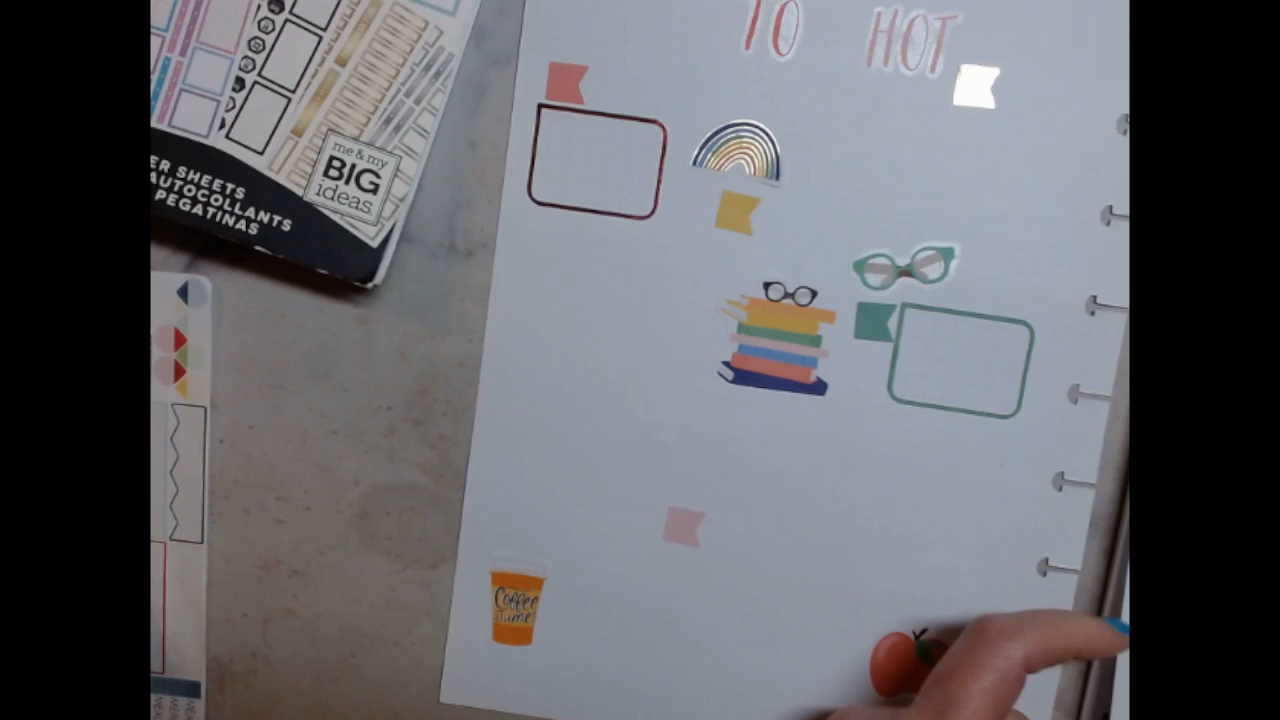 TO HOT
me & my
BIG
ideas
ER SHEETS
AUTOCOLLANTS
PEGATINAS
Coffee
Time